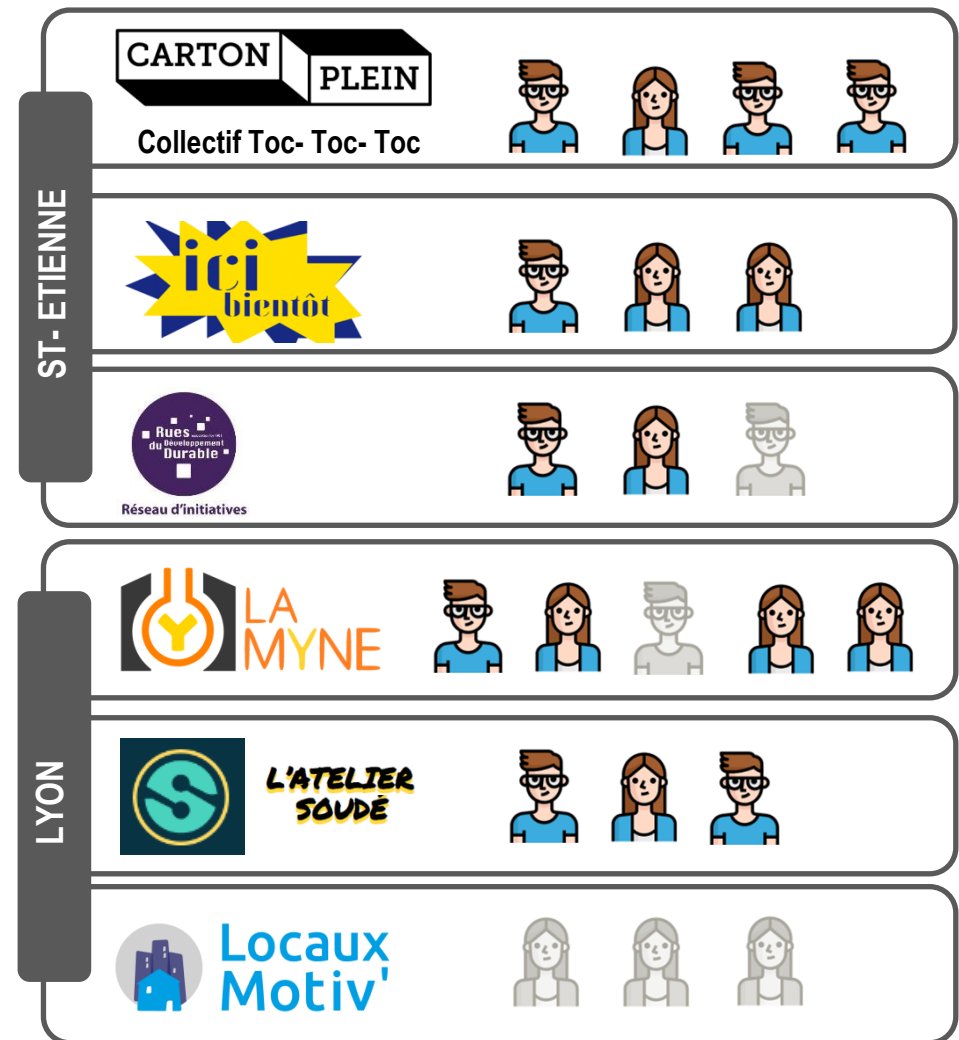 ST- ETIENNE
CARTON
PLEIN
Collectif Toc- Toc- Toc
ici
bientôt
Rues
du Développement
Durable
Réseau d'initiatives
LYON
LA
MYNE
S
L'ATELIER
SOUDÉ
Locaux
Motiv'